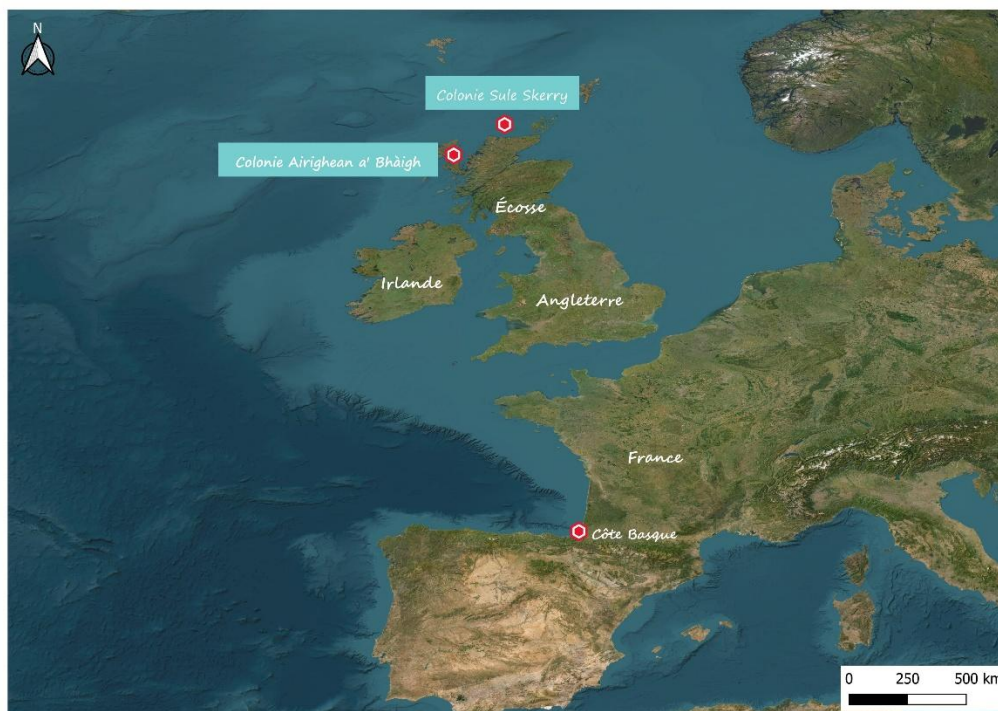 N
Colonie Sule Skerry
Colonie Airighean a' Bhàigh
Écosse
Irlande
Angleterre
France
Côte Basque
0 250 500 km